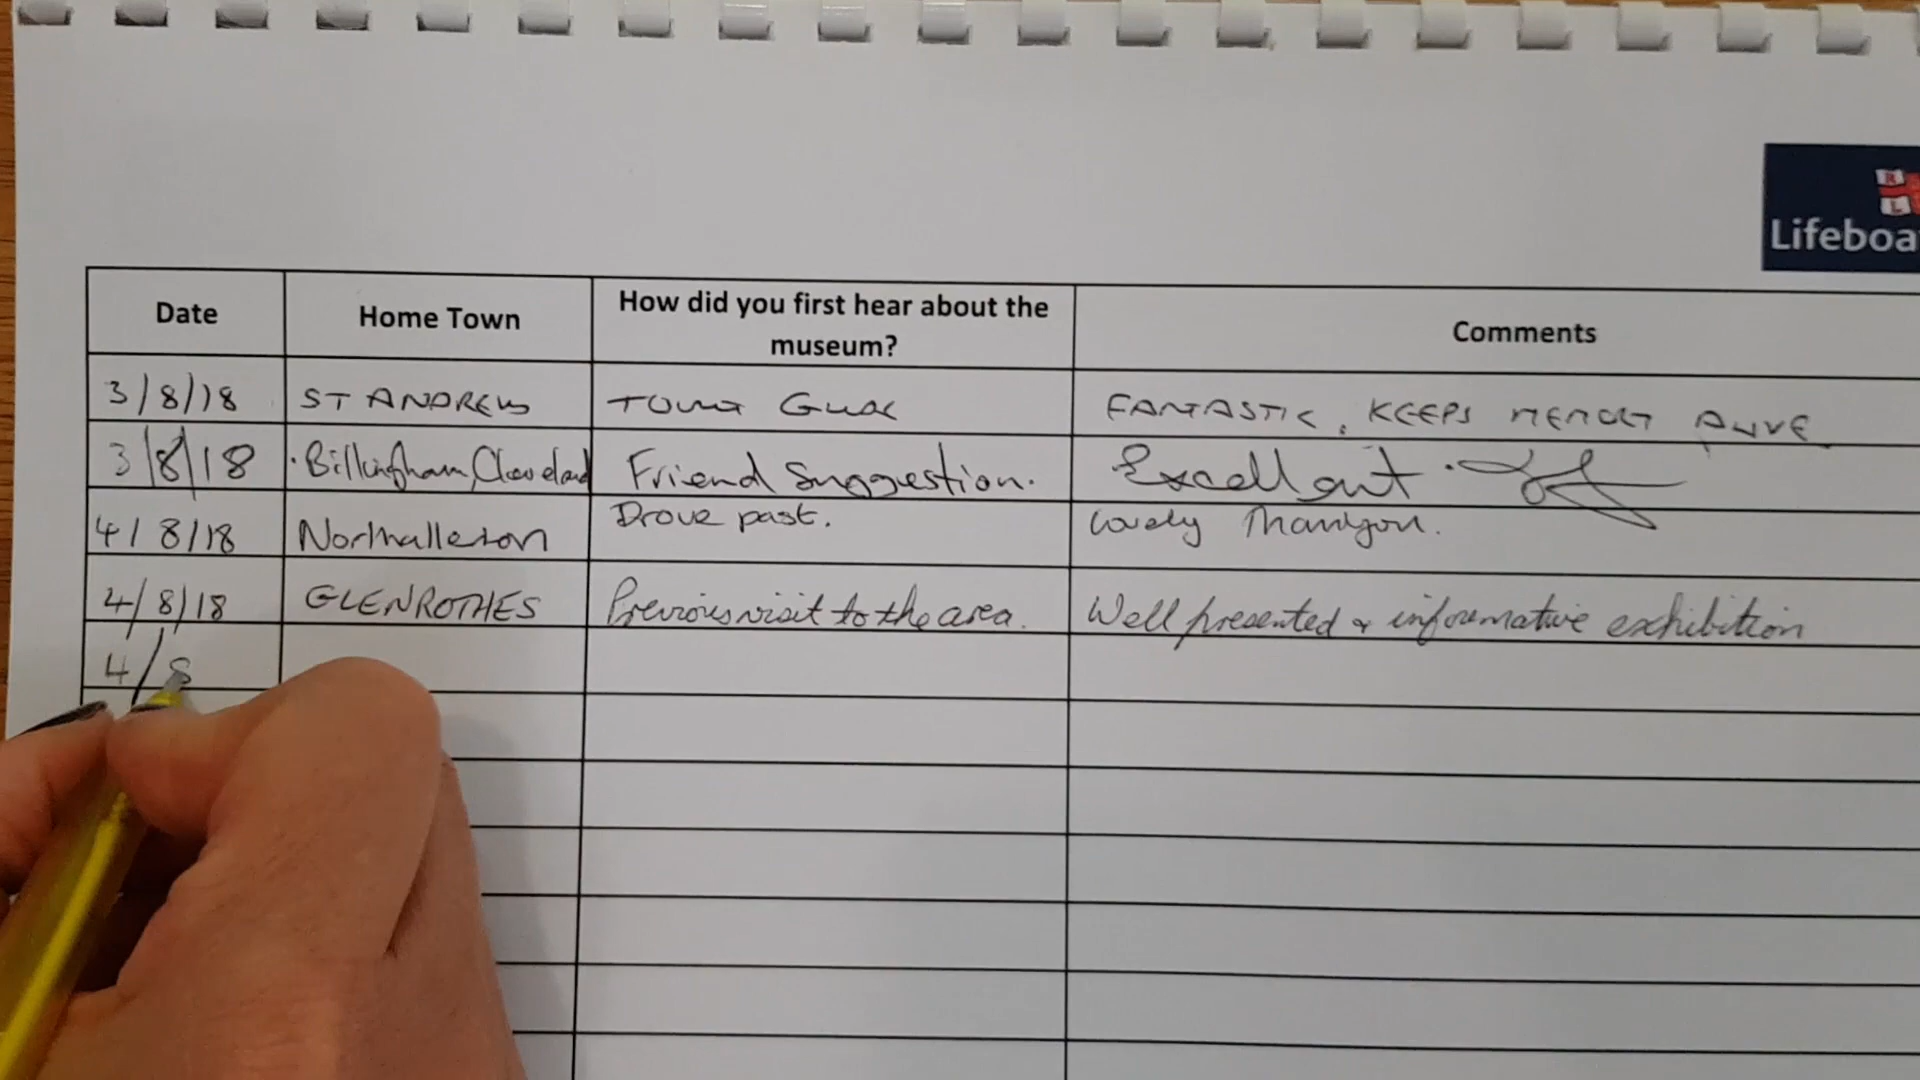 R
L
Lifeboa
Date Home Town How did you first hear about the Comments
museum?
3/8/18 ST ANDREWS FANTASTIC. KEEPS MEMORY ALIVE
3/8/18 Billingham, Cleveland Friend Suggestion. Excellent.
4/8/18 Northallerton Drove past. Lovely Thankyou.
4/8/18 GLENROTHES Previous visit to the area. Well presented & informative exhibition
4/8